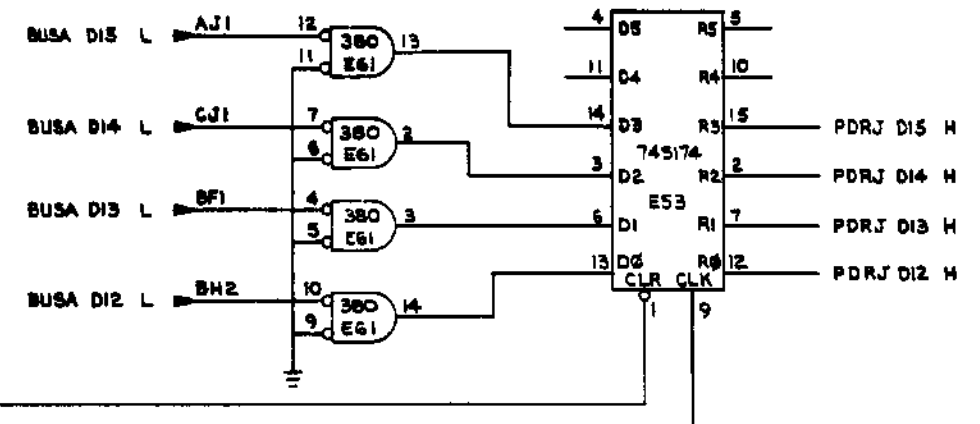 BUSA D15 L AJ1 12 11 380 E61 13
BUSA D14 L CJ1 7 6 380 E61 2
BUSA D13 L BF1 4 5 380 E61 3
BUSA D12 L BH2 10 9 380 E61 14
4 D5 R5 5
11 D4 R4 10
14 D3 R3 15 PDRJ D15 H
74S174
3 D2 R2 2 PDRJ D14 H
E53
6 D1 R1 7 PDRJ D13 H
13 D0 R0 12 PDRJ D12 H
CLR CLK
1 9